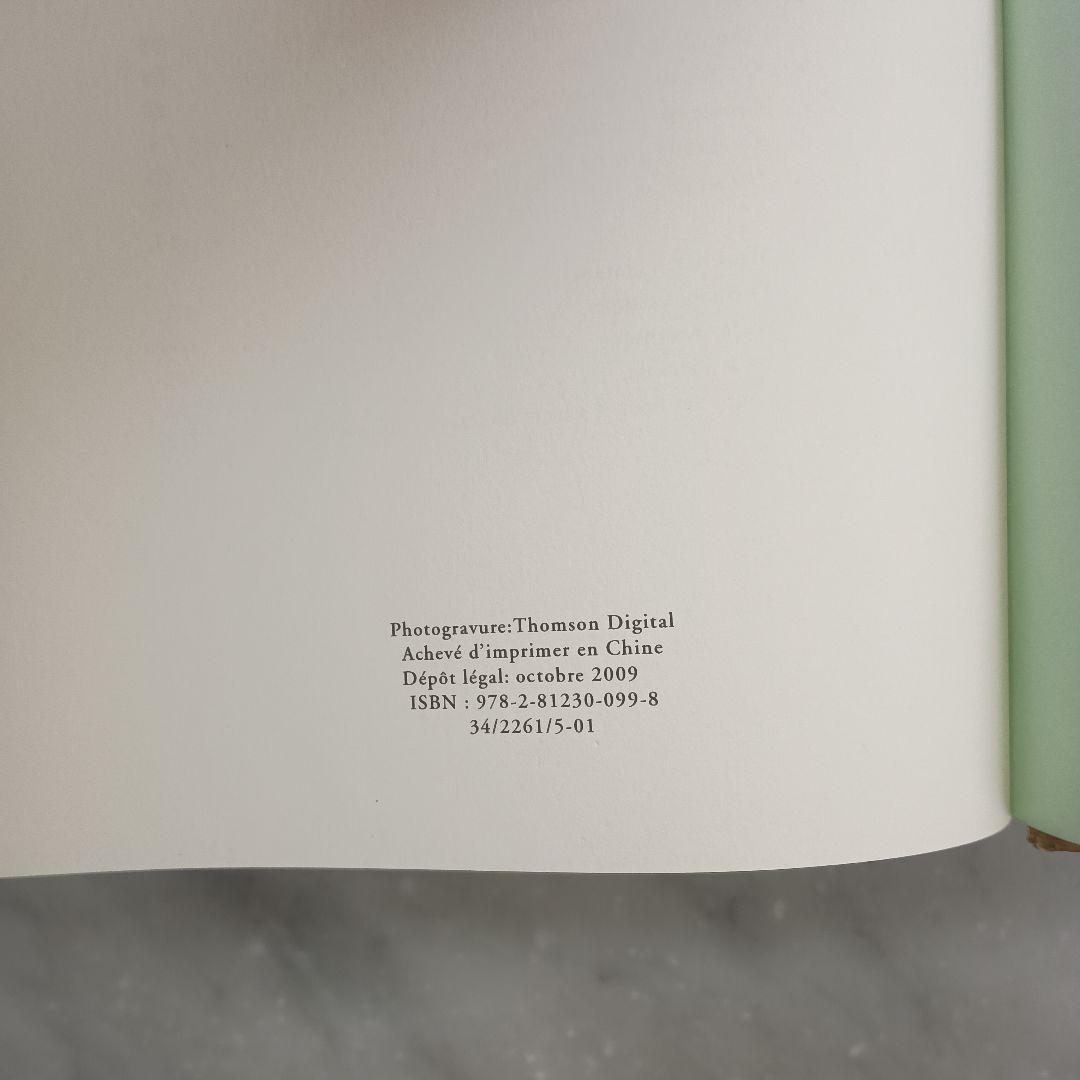 Photogravure:Thomson Digital
Achevé d'imprimer en Chine
Dépôt légal: octobre 2009
ISBN : 978-2-81230-099-8
34/2261/5-01